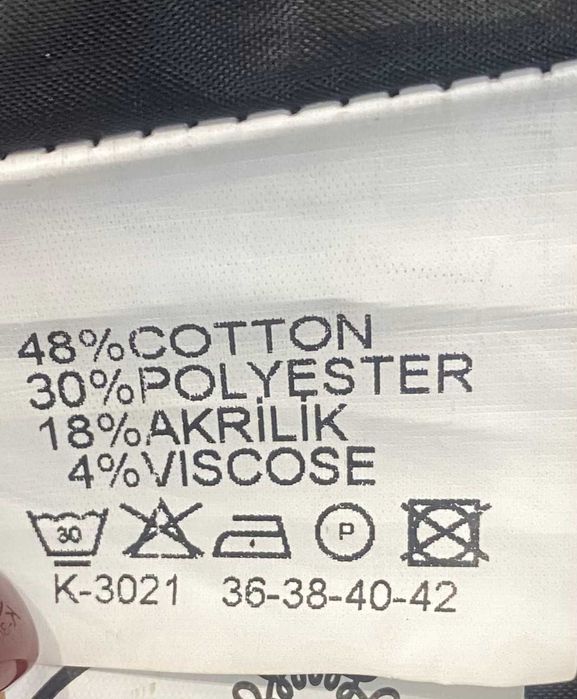 48%COTTON
30%POLYESTER
18%AKRİLİK
4%VISCOSE
30 P
K-3021 36-38-40-42